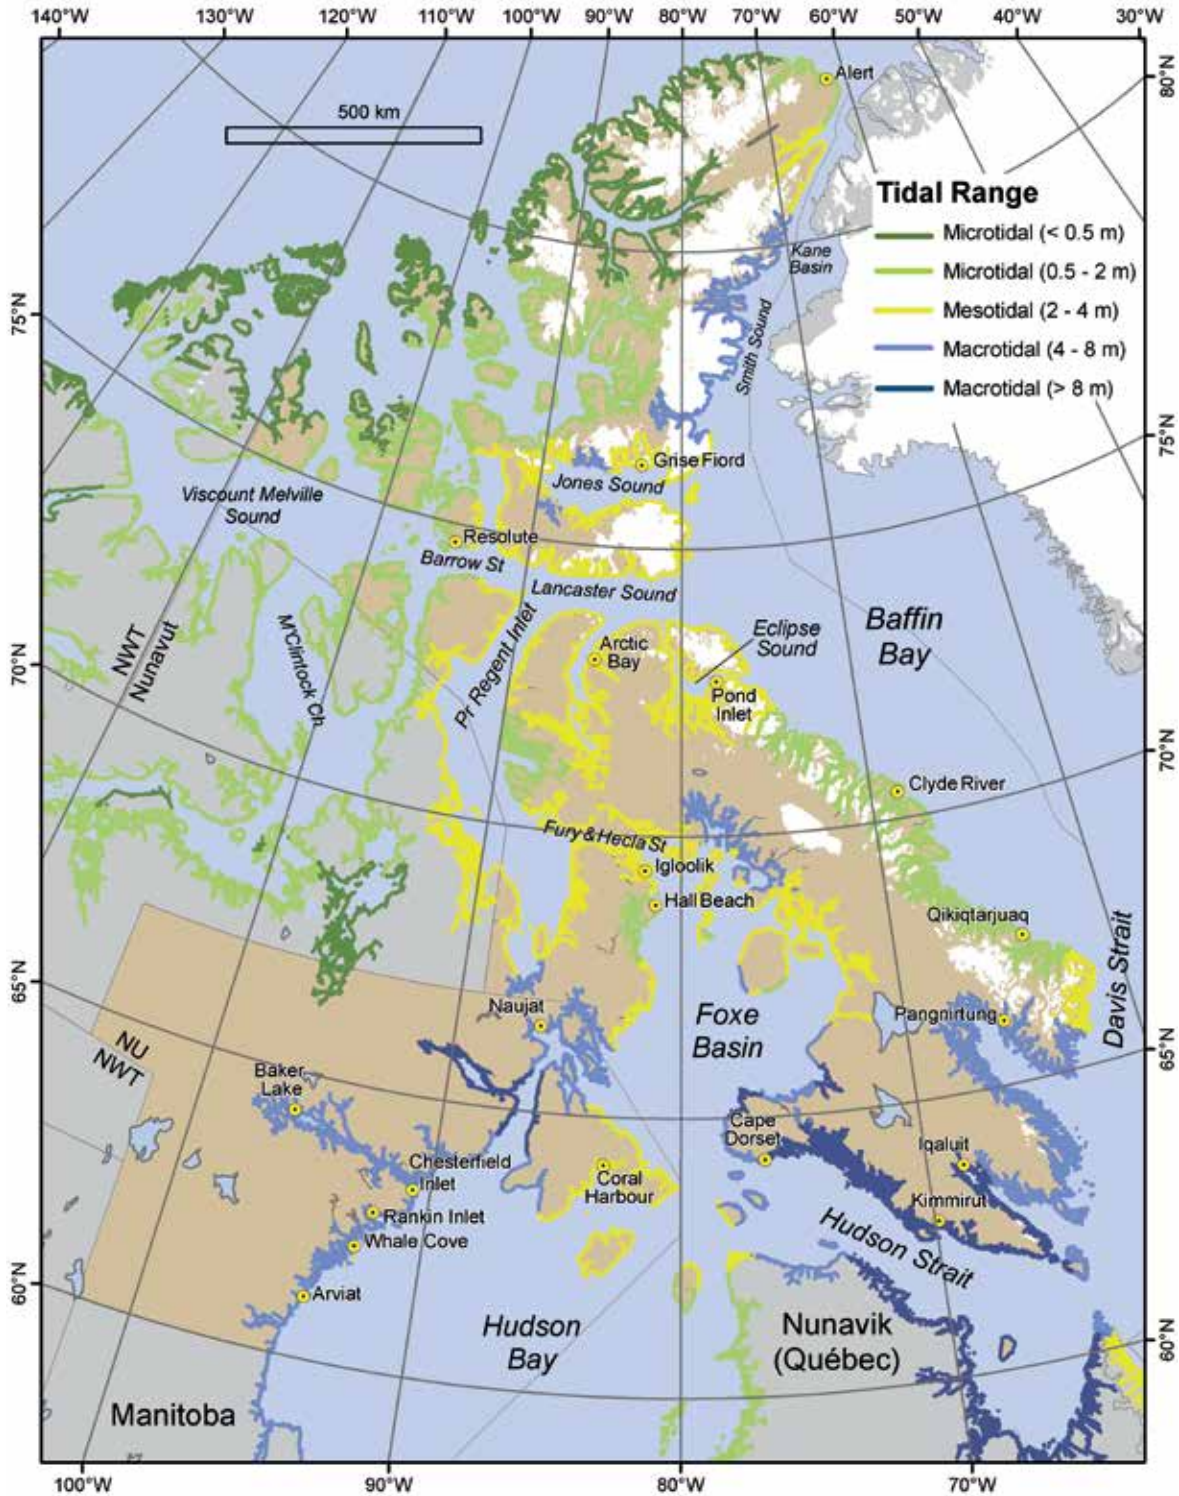 140°W
130°W
120°W
110°W
100°W
90°W
80°W
70°W
60°W
50°W
40°W
30°W
80°N
75°N
70°N
65°N
60°N
75°N
70°N
65°N
60°N
500 km
Alert
Tidal Range
Microtidal (< 0.5 m)
Microtidal (0.5 - 2 m)
Mesotidal (2 - 4 m)
Macrotidal (4 - 8 m)
Macrotidal (> 8 m)
Kane
Basin
Smith Sound
Grise Fiord
Jones Sound
Viscount Melville
Sound
Resolute
Barrow St
Lancaster Sound
Baffin
Bay
Eclipse
Sound
Arctic
Bay
Pond
Inlet
NWT
Nunavut
M'Clintock Ch.
Pr Regent Inlet
Clyde River
Fury & Hecla St
Igloolik
Hall Beach
Qikiqtarjuaq
Davis Strait
Naujat
Foxe
Basin
Pangnirtung
NU
NWT
Baker
Lake
Cape
Dorset
Iqaluit
Chesterfield
Inlet
Coral
Harbour
Kimmirut
Rankin Inlet
Whale Cove
Hudson Strait
Arviat
Hudson
Bay
Nunavik
(Québec)
Manitoba
100°W
90°W
80°W
70°W